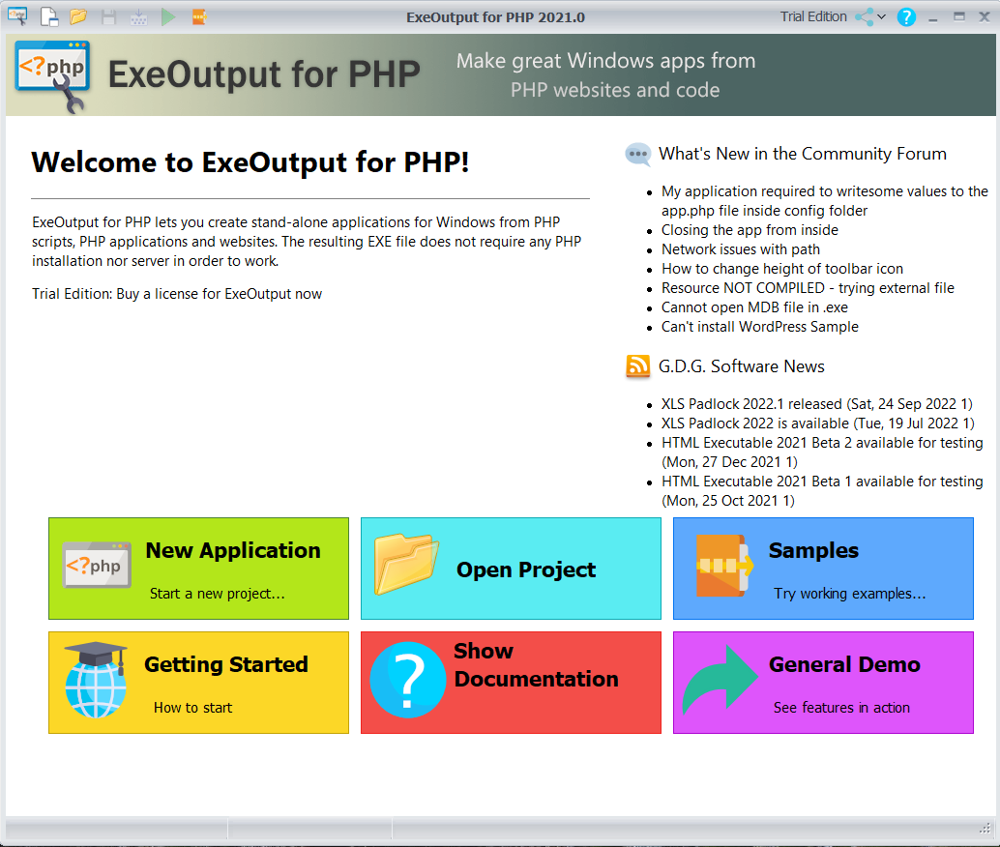 ExeOutput for PHP 2021.0
Trial Edition
?
<?php
ExeOutput for PHP
Make great Windows apps from
PHP websites and code
Welcome to ExeOutput for PHP!
ExeOutput for PHP lets you create stand-alone applications for Windows from PHP
scripts, PHP applications and websites. The resulting EXE file does not require any PHP
installation nor server in order to work.
Trial Edition: Buy a license for ExeOutput now
What's New in the Community Forum
My application required to writesome values to the
app.php file inside config folder
Closing the app from inside
Network issues with path
How to change height of toolbar icon
Resource NOT COMPILED - trying external file
Cannot open MDB file in .exe
Can't install WordPress Sample
G.D.G. Software News
XLS Padlock 2022.1 released (Sat, 24 Sep 2022 1)
XLS Padlock 2022 is available (Tue, 19 Jul 2022 1)
HTML Executable 2021 Beta 2 available for testing
(Mon, 27 Dec 2021 1)
HTML Executable 2021 Beta 1 available for testing
(Mon, 25 Oct 2021 1)
<?php
New Application
Start a new project...
Open Project
Samples
Try working examples...
Getting Started
How to start
?
Show
Documentation
General Demo
See features in action